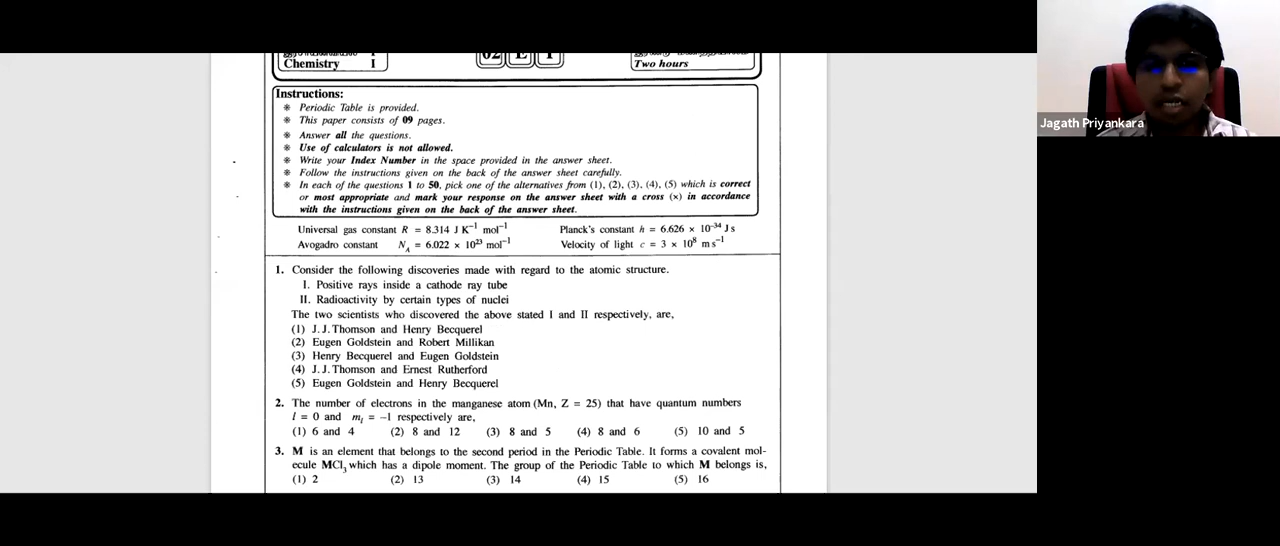 Chemistry I
02 E I
Two hours
Instructions:
* Periodic Table is provided.
* This paper consists of 09 pages.
* Answer all the questions.
* Use of calculators is not allowed.
* Write your Index Number in the space provided in the answer sheet.
* Follow the instructions given on the back of the answer sheet carefully.
* In each of the questions 1 to 50, pick one of the alternatives from (1), (2), (3), (4), (5) which is correct
or most appropriate and mark your response on the answer sheet with a cross (×) in accordance
with the instructions given on the back of the answer sheet.
Universal gas constant R = 8.314 J K⁻¹ mol⁻¹
Planck's constant h = 6.626 × 10⁻³⁴ J s
Avogadro constant N_A = 6.022 × 10²³ mol⁻¹
Velocity of light c = 3 × 10⁸ m s⁻¹
1. Consider the following discoveries made with regard to the atomic structure.
I. Positive rays inside a cathode ray tube
II. Radioactivity by certain types of nuclei
The two scientists who discovered the above stated I and II respectively, are,
(1) J.J. Thomson and Henry Becquerel
(2) Eugen Goldstein and Robert Millikan
(3) Henry Becquerel and Eugen Goldstein
(4) J.J. Thomson and Ernest Rutherford
(5) Eugen Goldstein and Henry Becquerel
2. The number of electrons in the manganese atom (Mn, Z = 25) that have quantum numbers
l = 0 and mₗ = −1 respectively are,
(1) 6 and 4 (2) 8 and 12 (3) 8 and 5 (4) 8 and 6 (5) 10 and 5
3. M is an element that belongs to the second period in the Periodic Table. It forms a covalent mol-
ecule MCl₃ which has a dipole moment. The group of the Periodic Table to which M belongs is,
(1) 2 (2) 13 (3) 14 (4) 15 (5) 16
Jagath Priyankara